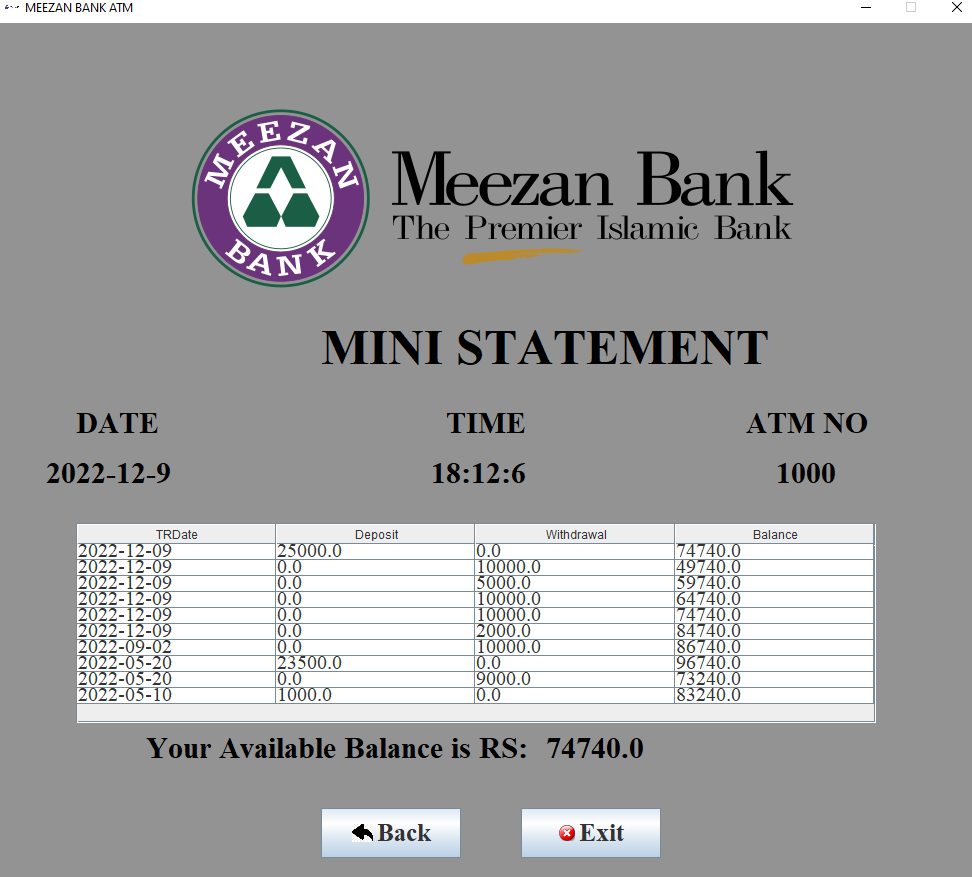 MEEZAN BANK ATM
MEEZAN
BANK
Meezan Bank
The Premier Islamic Bank
MINI STATEMENT
DATE TIME ATM NO
2022-12-9 18:12:6 1000
TRDate Deposit Withdrawal Balance
2022-12-09 25000.0 0.0 74740.0
2022-12-09 0.0 10000.0 49740.0
2022-12-09 0.0 5000.0 59740.0
2022-12-09 0.0 10000.0 64740.0
2022-12-09 0.0 10000.0 74740.0
2022-12-09 0.0 2000.0 84740.0
2022-09-02 0.0 10000.0 86740.0
2022-05-20 23500.0 0.0 96740.0
2022-05-20 0.0 9000.0 73240.0
2022-05-10 1000.0 0.0 83240.0
Your Available Balance is RS: 74740.0
Back Exit